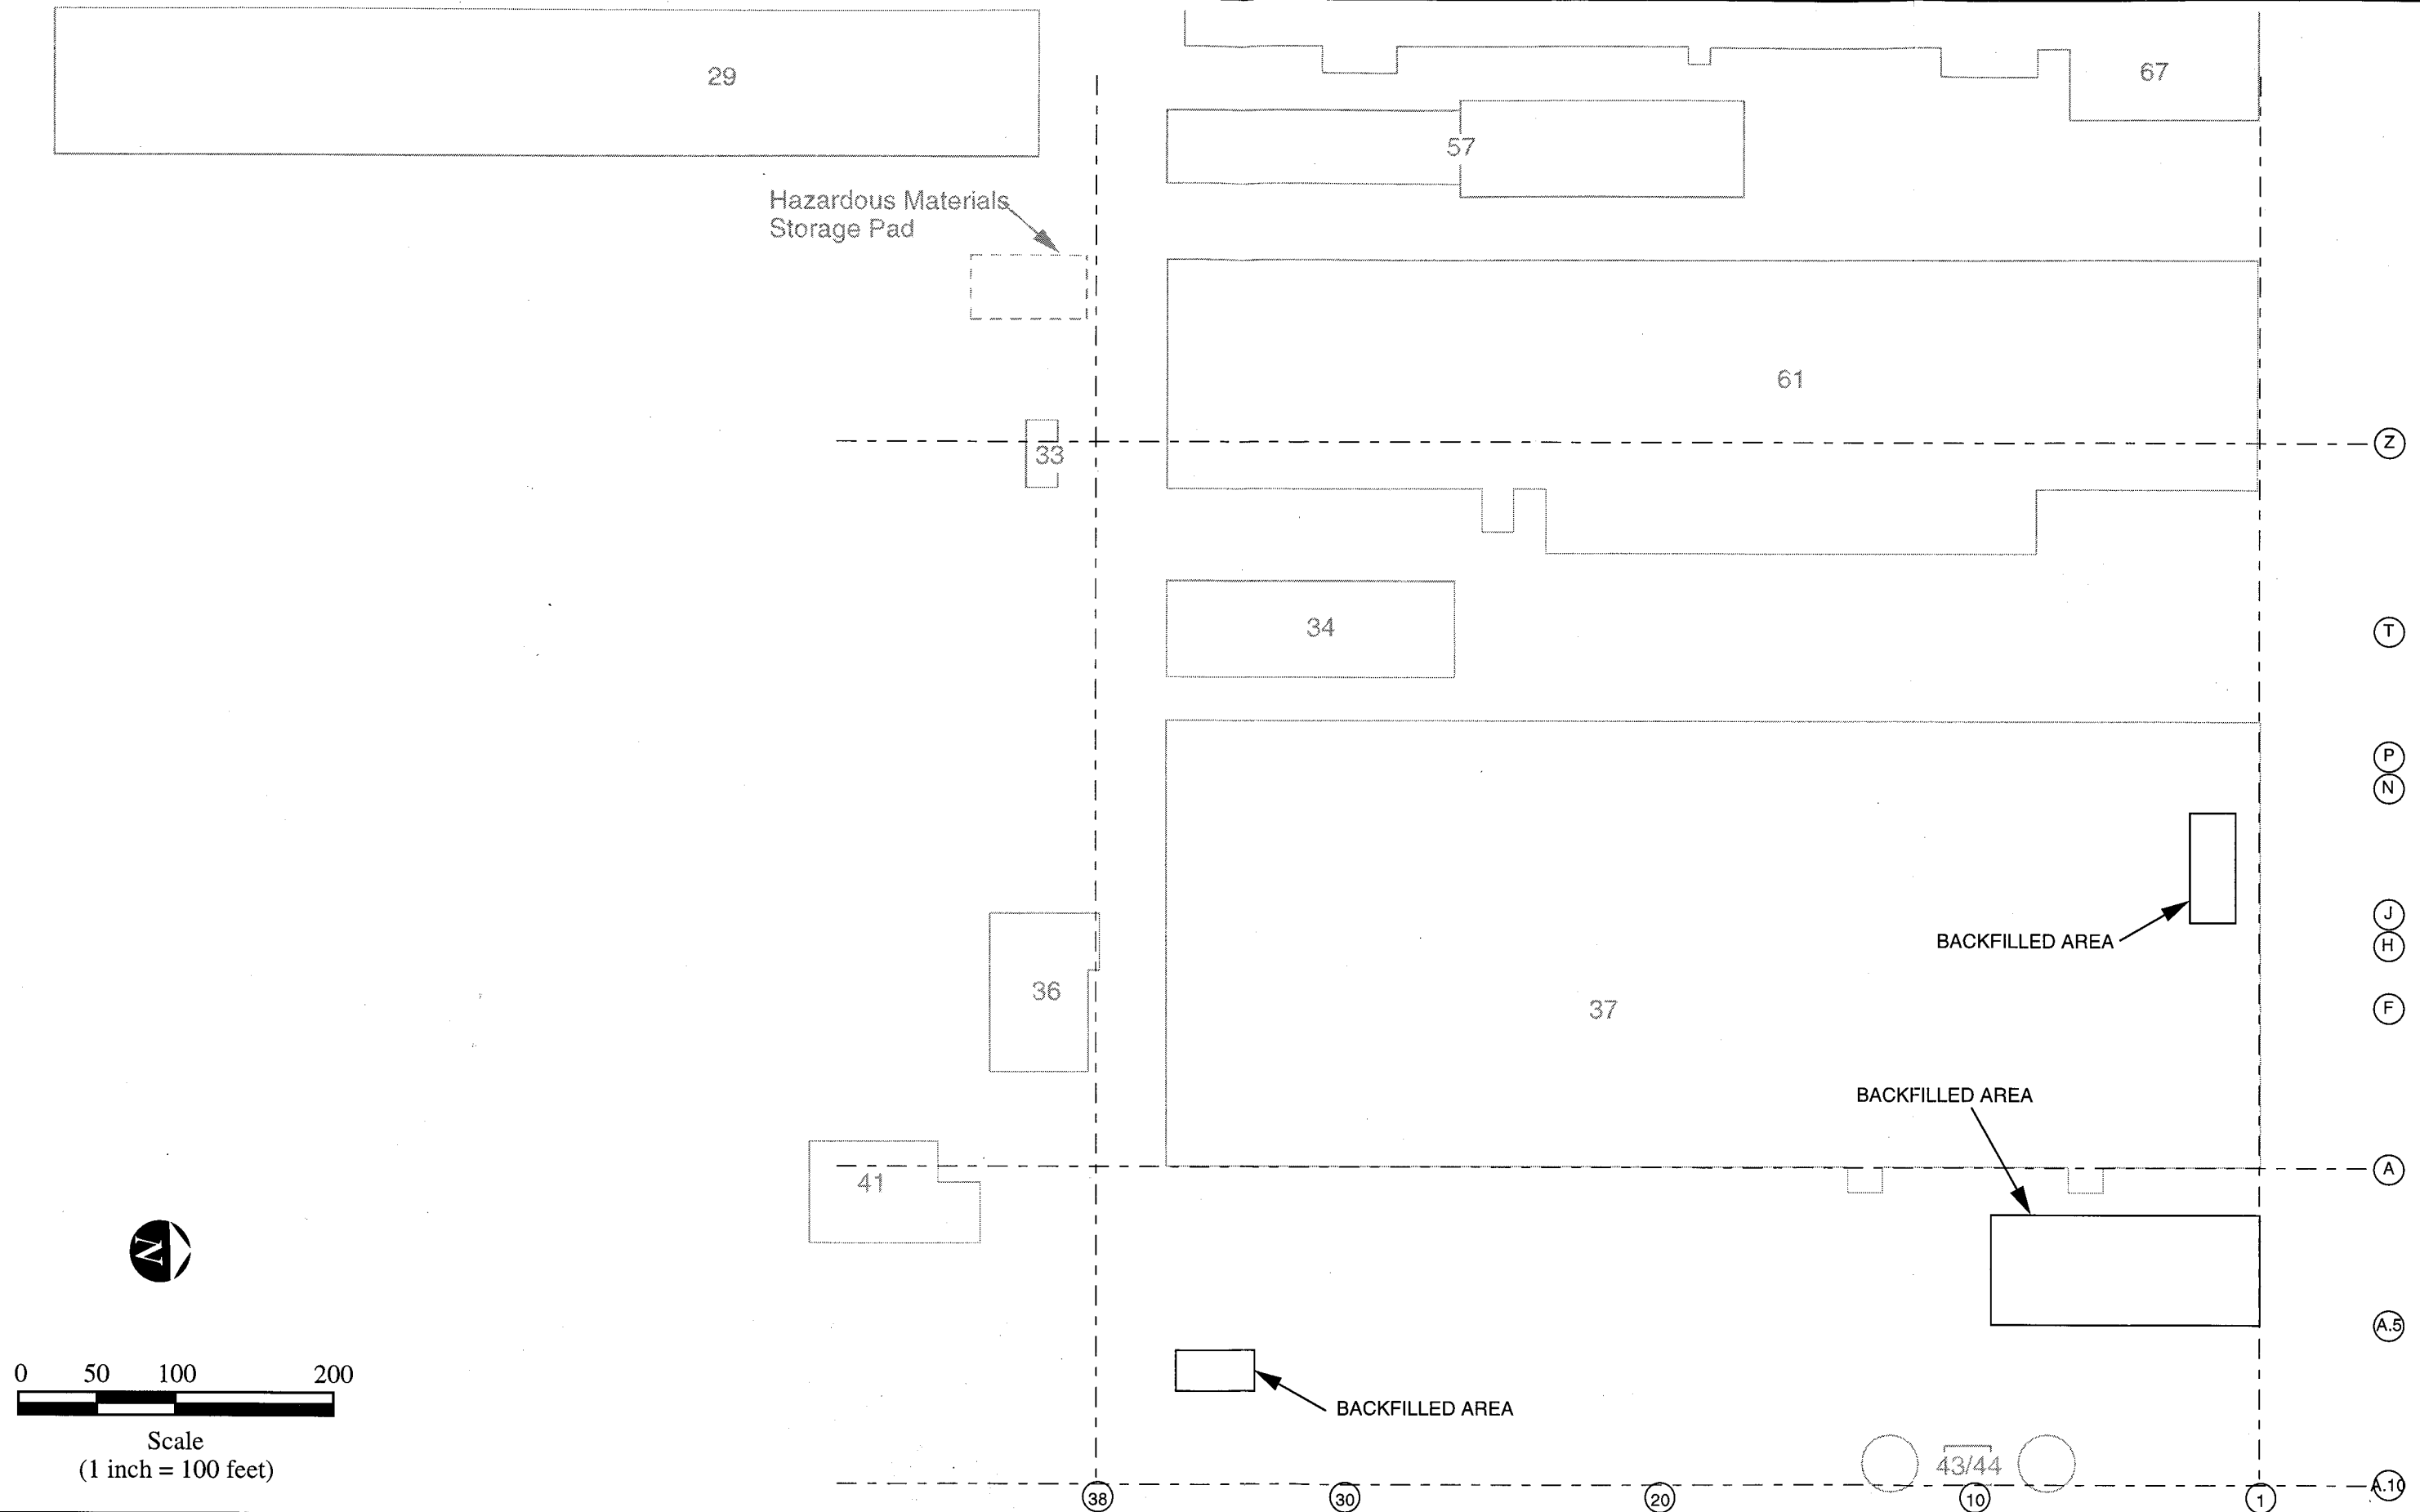 29
67
57
Hazardous Materials
Storage Pad
61
Z
33
34
T
P
N
J
BACKFILLED AREA
H
36
37
F
BACKFILLED AREA
A
41
N
A.5
0 50 100 200
BACKFILLED AREA
Scale
(1 inch = 100 feet)
43/44
A.10
38
30
20
10
1